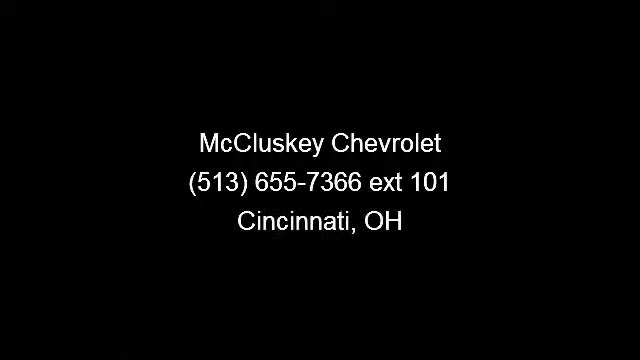 McCluskey Chevrolet
(513) 655-7366 ext 101
Cincinnati, OH